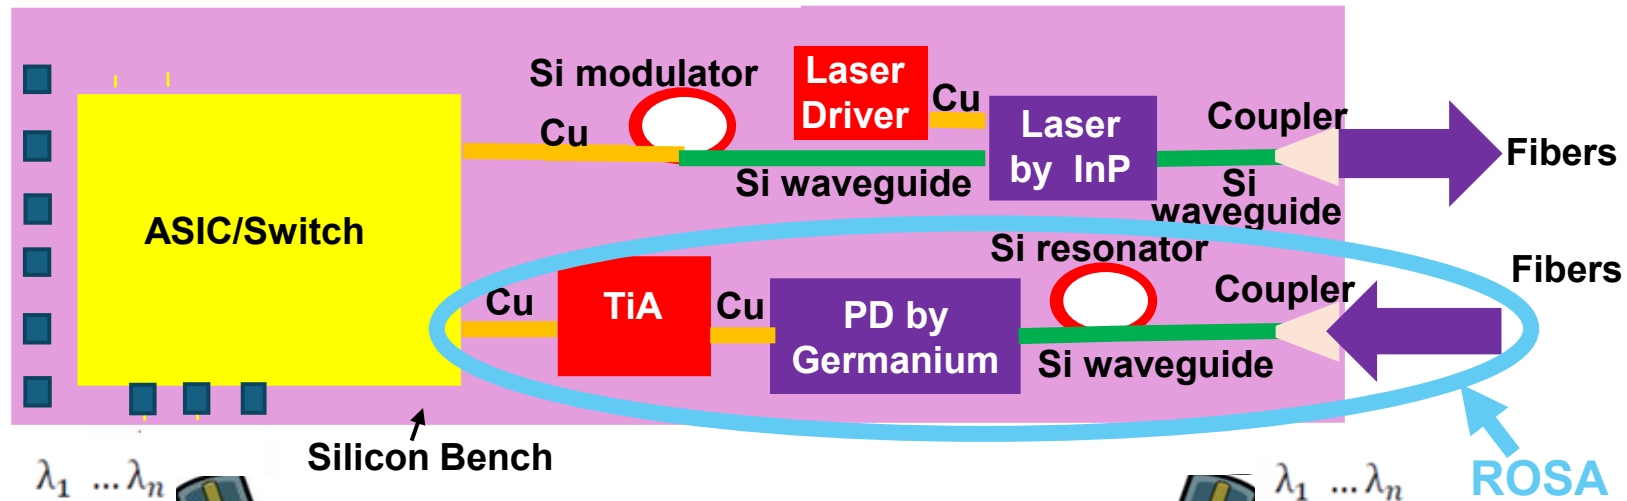 Si modulator
Laser
Driver
Cu
Cu
Laser
by InP
Coupler
Fibers
Si waveguide
Si
waveguide
ASIC/Switch
Si resonator
Fibers
Cu
TiA
Cu
PD by
Germanium
Coupler
Si waveguide
Silicon Bench
ROSA
λ₁ …λₙ
λ₁ …λₙ